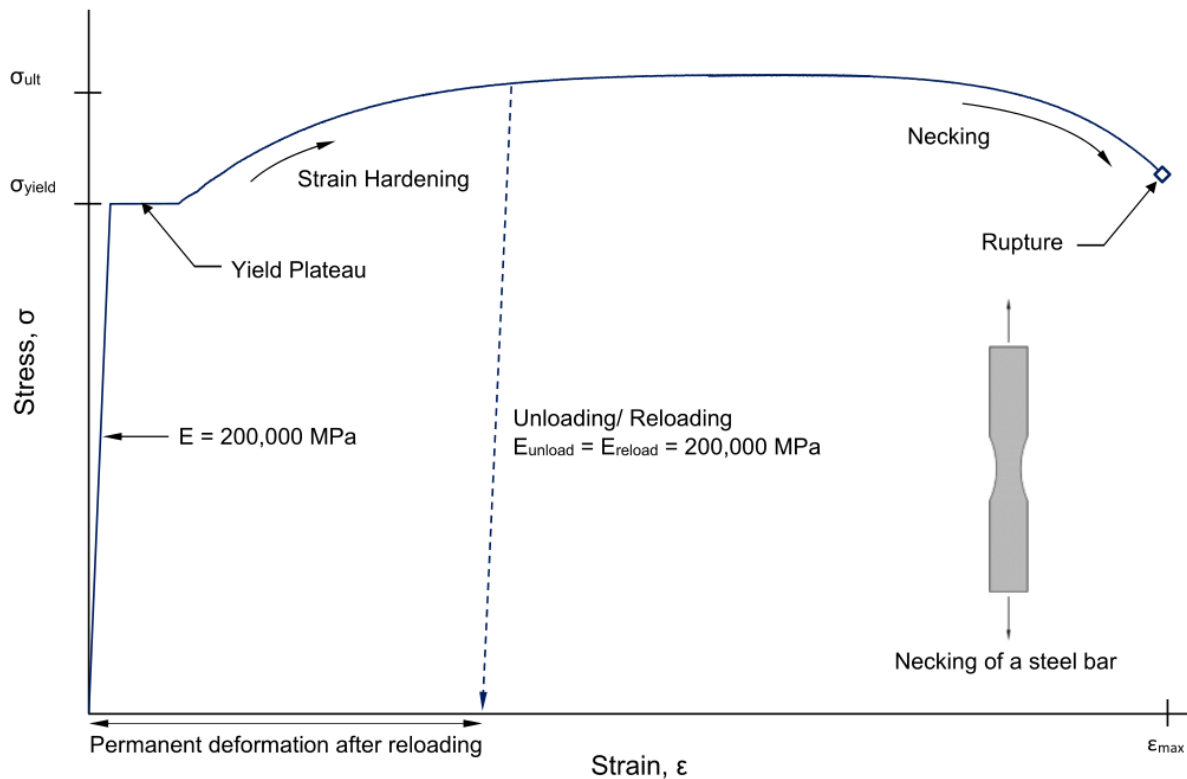 σult
σyield
Strain Hardening
Necking
Yield Plateau
Rupture
Stress, σ
E = 200,000 MPa
Unloading/ Reloading
Eunload = Ereload = 200,000 MPa
Necking of a steel bar
Permanent deformation after reloading
εmax
Strain, ε